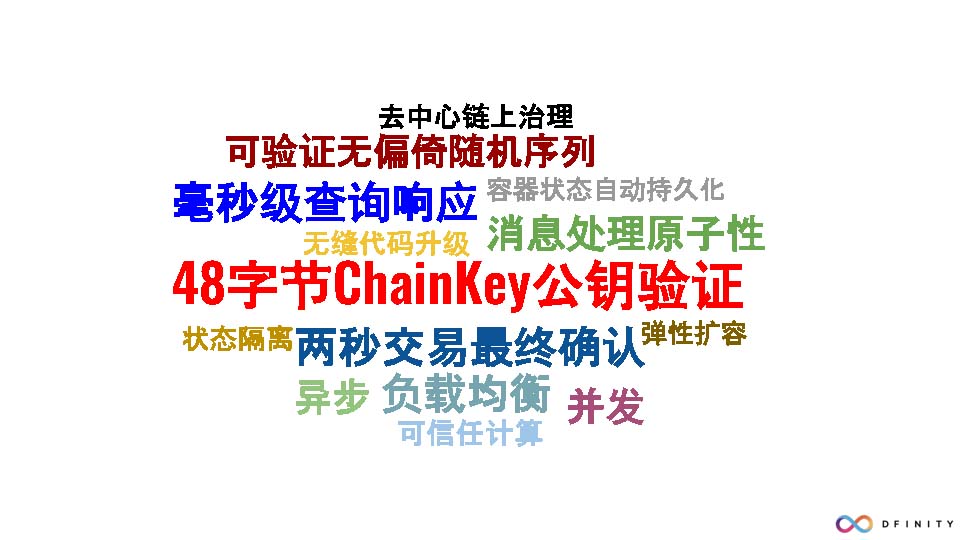 去中心链上治理
可验证无偏倚随机序列
毫秒级查询响应
容器状态自动持久化
无缝代码升级
消息处理原子性
48字节ChainKey公钥验证
状态隔离
两秒交易最终确认
弹性扩容
异步
负载均衡
并发
可信任计算
DFINITY